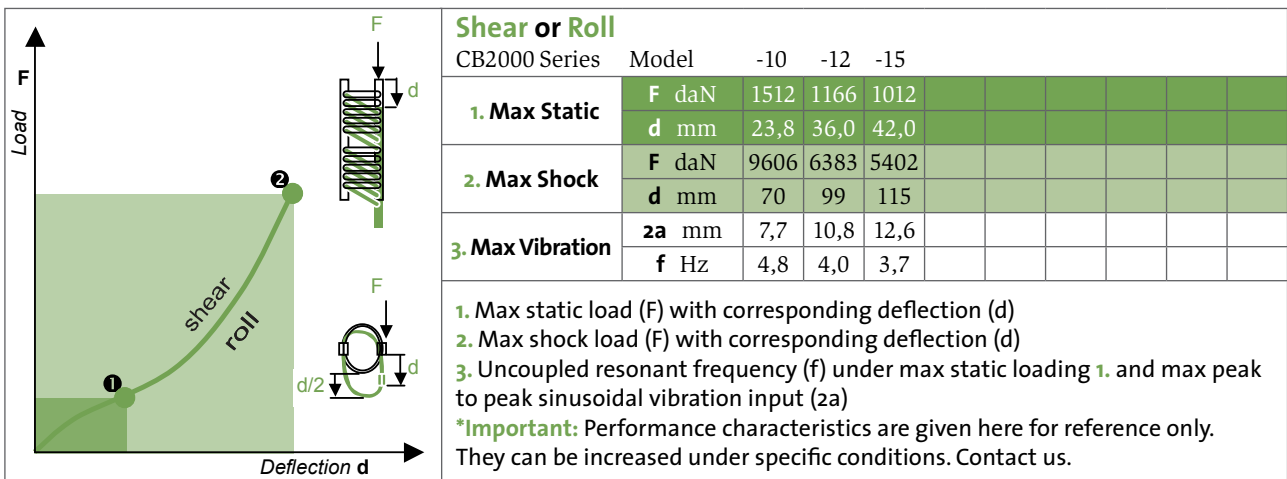 F
Load
❷
❶
shear
roll
Deflection d
F
d
F
d
d/2
Shear or Roll
CB2000 Series Model -10 -12 -15
1. Max Static
F daN 1512 1166 1012
d mm 23,8 36,0 42,0
2. Max Shock
F daN 9606 6383 5402
d mm 70 99 115
3. Max Vibration
2a mm 7,7 10,8 12,6
f Hz 4,8 4,0 3,7
1. Max static load (F) with corresponding deflection (d)
2. Max shock load (F) with corresponding deflection (d)
3. Uncoupled resonant frequency (f) under max static loading 1. and max peak
to peak sinusoidal vibration input (2a)
*Important: Performance characteristics are given here for reference only.
They can be increased under specific conditions. Contact us.